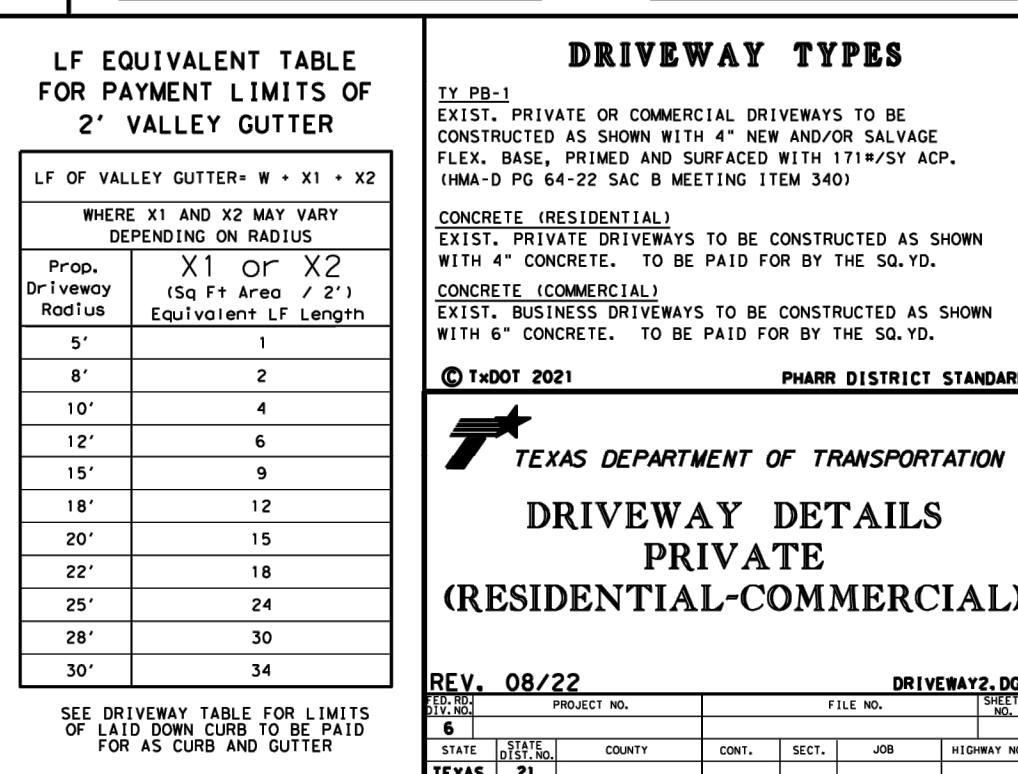 LF EQUIVALENT TABLE
FOR PAYMENT LIMITS OF
2' VALLEY GUTTER
LF OF VALLEY GUTTER= W + X1 + X2
WHERE X1 AND X2 MAY VARY
DEPENDING ON RADIUS
Prop.
Driveway
Radius
X1 or X2
(Sq Ft Area / 2')
Equivalent LF Length
5' 1
8' 2
10' 4
12' 6
15' 9
18' 12
20' 15
22' 18
25' 24
28' 30
30' 34
SEE DRIVEWAY TABLE FOR LIMITS
OF LAID DOWN CURB TO BE PAID
FOR AS CURB AND GUTTER
DRIVEWAY TYPES
TY PB-1
EXIST. PRIVATE OR COMMERCIAL DRIVEWAYS TO BE
CONSTRUCTED AS SHOWN WITH 4" NEW AND/OR SALVAGE
FLEX. BASE, PRIMED AND SURFACED WITH 171#/SY ACP.
(HMA-D PG 64-22 SAC B MEETING ITEM 340)
CONCRETE (RESIDENTIAL)
EXIST. PRIVATE DRIVEWAYS TO BE CONSTRUCTED AS SHOWN
WITH 4" CONCRETE. TO BE PAID FOR BY THE SQ.YD.
CONCRETE (COMMERCIAL)
EXIST. BUSINESS DRIVEWAYS TO BE CONSTRUCTED AS SHOWN
WITH 6" CONCRETE. TO BE PAID FOR BY THE SQ.YD.
© TxDOT 2021 PHARR DISTRICT STANDARD
TEXAS DEPARTMENT OF TRANSPORTATION
DRIVEWAY DETAILS
PRIVATE
(RESIDENTIAL-COMMERCIAL)
REV. 08/22 DRIVEWAY2.DG
FED.RD.
DIV.NO.
PROJECT NO. FILE NO.
SHEET
NO.
6
STATE
STATE
DIST.NO.
COUNTY CONT. SECT. JOB HIGHWAY NO
TEXAS 21